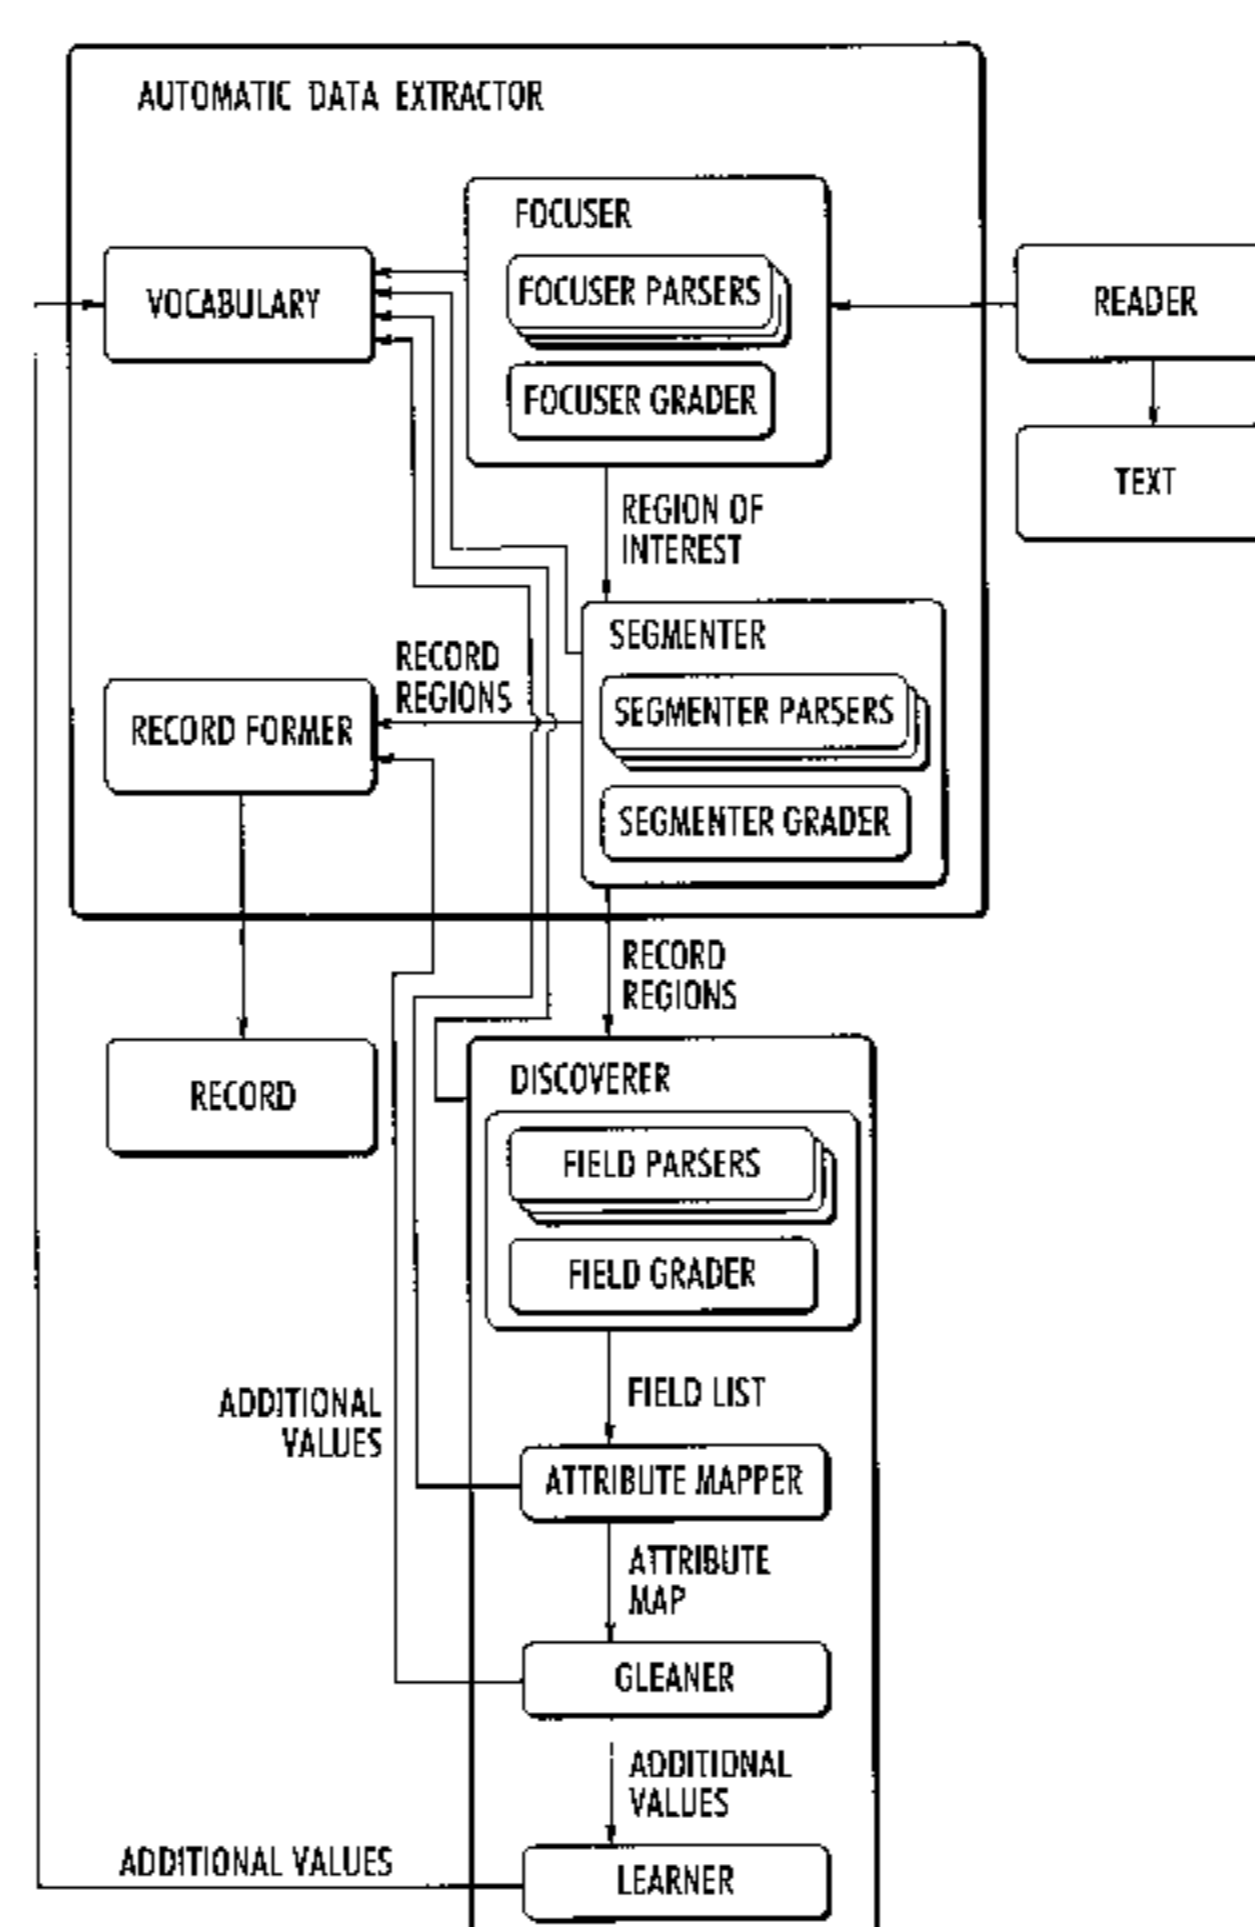 AUTOMATIC DATA EXTRACTOR
FOCUSER
FOCUSER PARSERS
FOCUSER GRADER
VOCABULARY
READER
TEXT
REGION OF
INTEREST
SEGMENTER
SEGMENTER PARSERS
SEGMENTER GRADER
RECORD
REGIONS
RECORD FORMER
RECORD
REGIONS
RECORD
DISCOVERER
FIELD PARSERS
FIELD GRADER
FIELD LIST
ADDITIONAL
VALUES
ATTRIBUTE MAPPER
ATTRIBUTE
MAP
GLEANER
ADDITIONAL
VALUES
ADDITIONAL VALUES
LEARNER